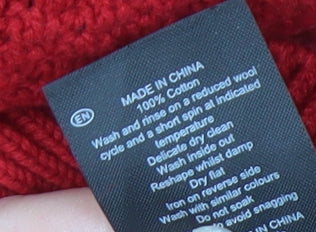 EN
MADE IN CHINA
100% Cotton
Wash and rinse on a reduced wool
cycle and a short spin at indicated
temperature
Delicate dry clean
Wash inside out
Reshape whilst damp
Dry flat
Iron on reverse side
Wash with similar colours
Do not soak
to avoid snagging
IN CHINA